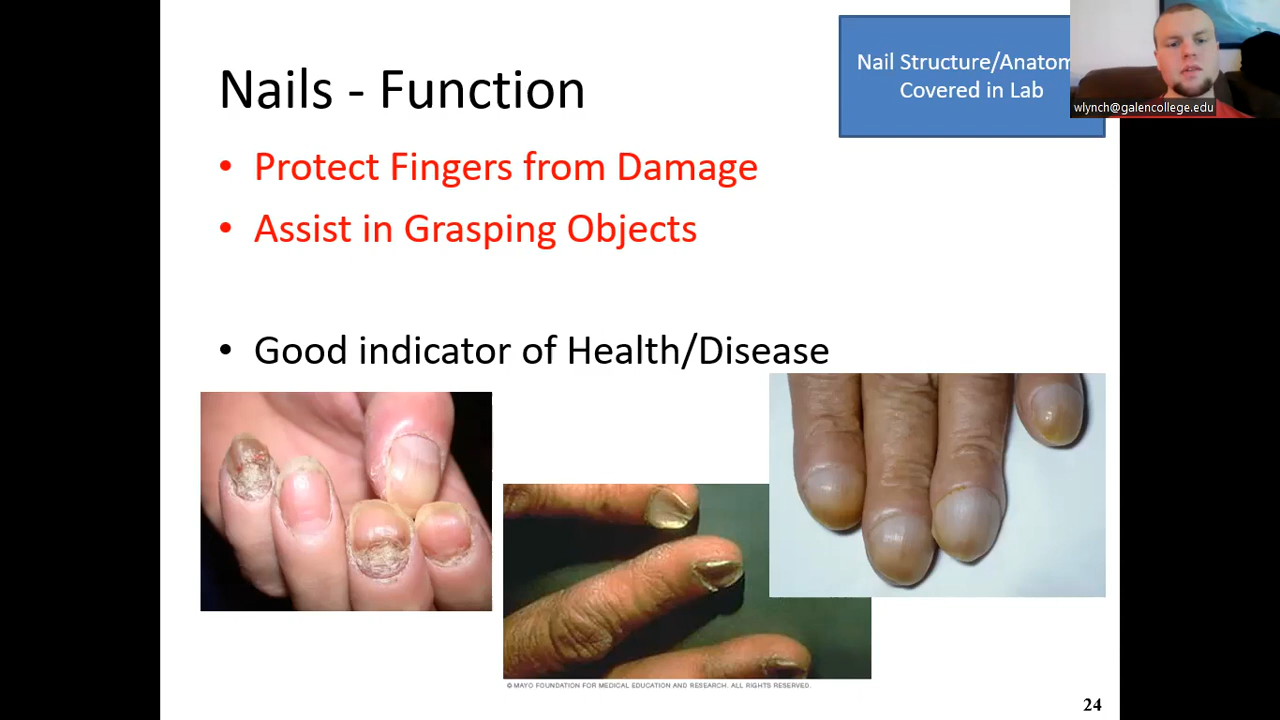 Nails - Function
Nail Structure/Anatom
Covered in Lab
wlynch@galencollege.edu
• Protect Fingers from Damage
• Assist in Grasping Objects
• Good indicator of Health/Disease
© MAYO FOUNDATION FOR MEDICAL EDUCATION AND RESEARCH. ALL RIGHTS RESERVED.
24